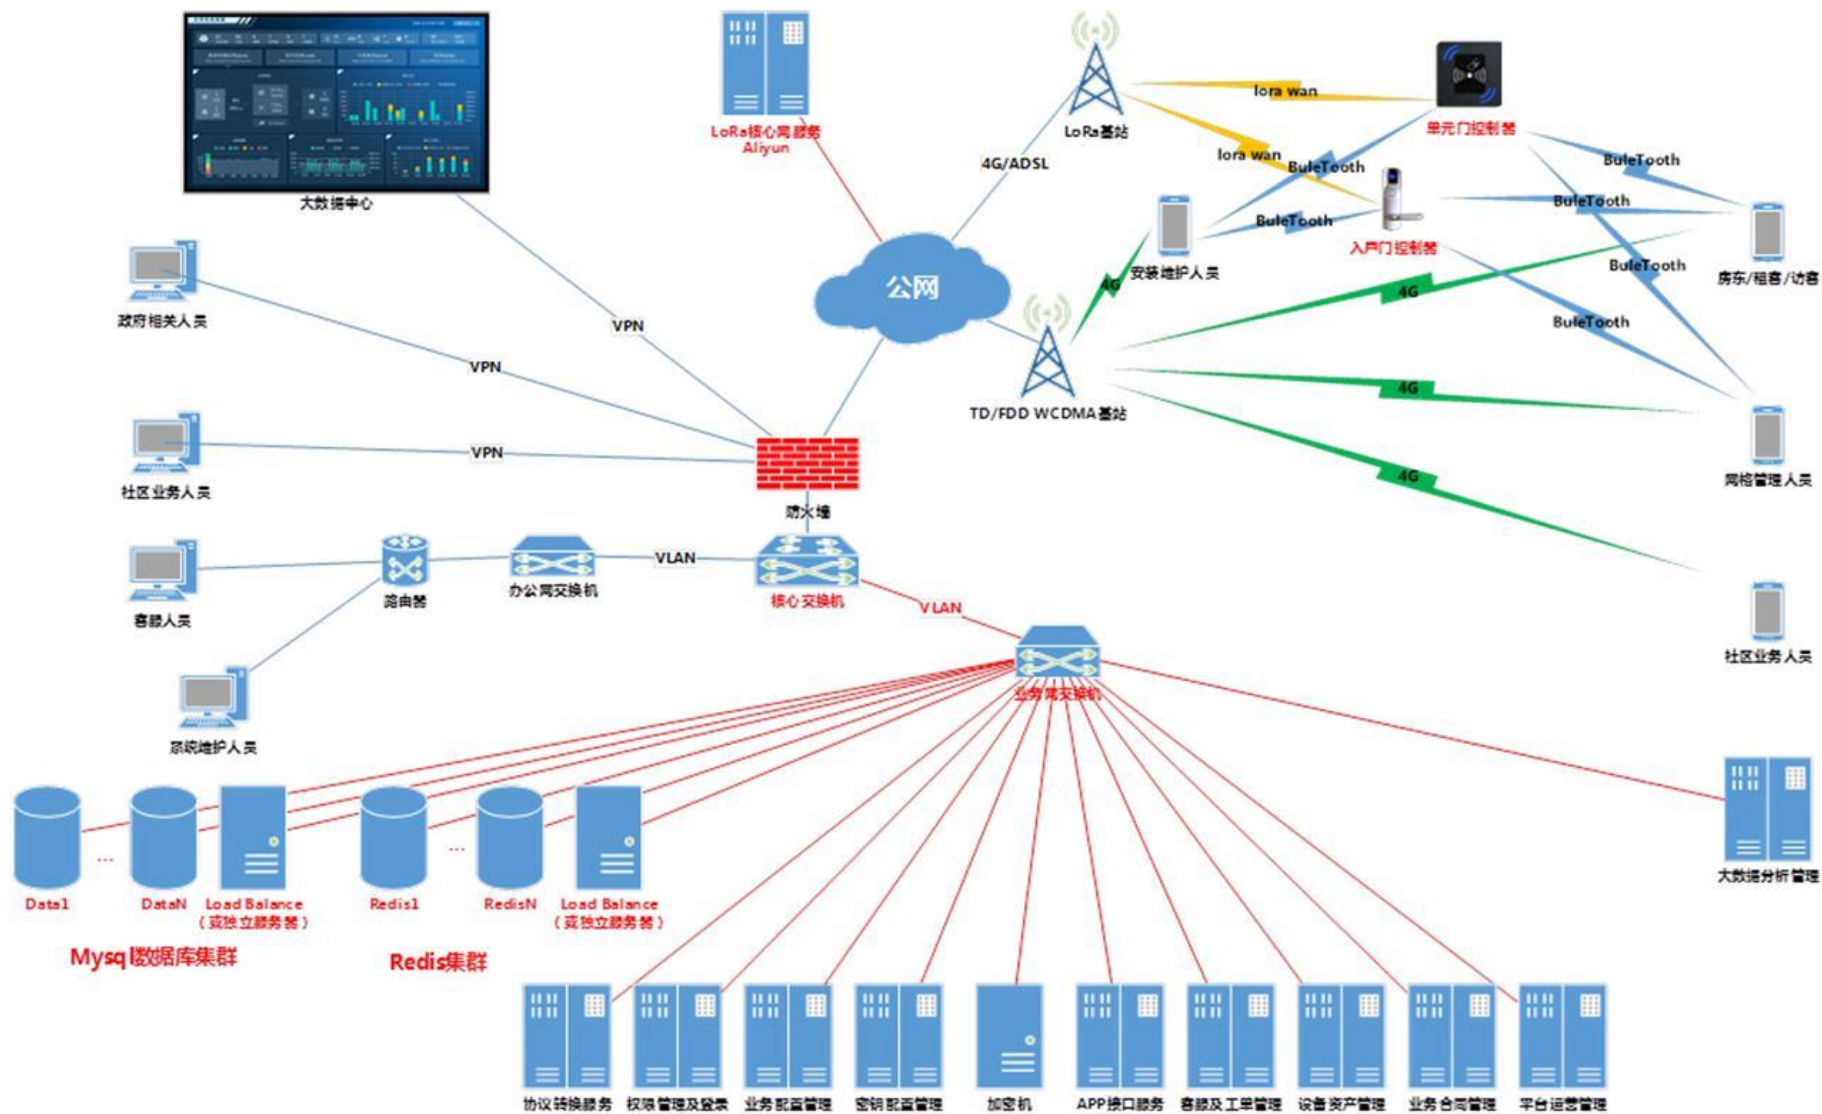 LoRa核心网服务
Aliyun
LoRa基站
lora wan
单元门控制器
大数据中心
4G/ADSL
lora wan
BuleTooth
BuleTooth
BuleTooth
BuleTooth
入户门控制器
公网
安装维护人员
4G
BuleTooth
房东/租客/访客
4G
政府相关人员
VPN
BuleTooth
VPN
TD/FDD WCDMA基站
4G
VPN
4G
网格管理人员
社区业务人员
防火墙
VLAN
办公网交换机
路由器
核心交换机
VLAN
客服人员
社区业务人员
业务网交换机
系统维护人员
大数据分析管理
...
...
Data1
DataN
Load Balance
（或独立服务器）
Redis1
RedisN
Load Balance
（或独立服务器）
Mysql数据库集群
Redis集群
协议转换服务
权限管理及登录
业务配置管理
密钥配置管理
加密机
APP接口服务
客服及工单管理
设备资产管理
业务合同管理
平台运营管理